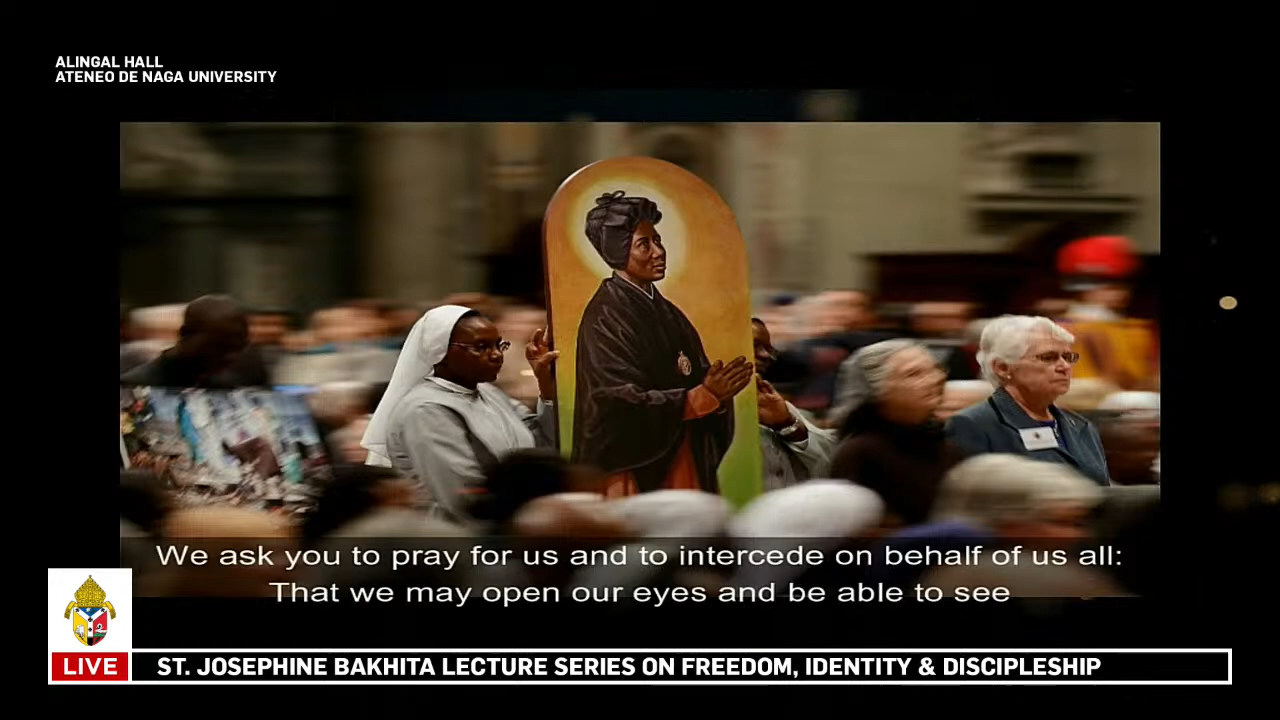 ALINGAL HALL
ATENEO DE NAGA UNIVERSITY
We ask you to pray for us and to intercede on behalf of us all:
That we may open our eyes and be able to see
LIVE
ST. JOSEPHINE BAKHITA LECTURE SERIES ON FREEDOM, IDENTITY & DISCIPLESHIP